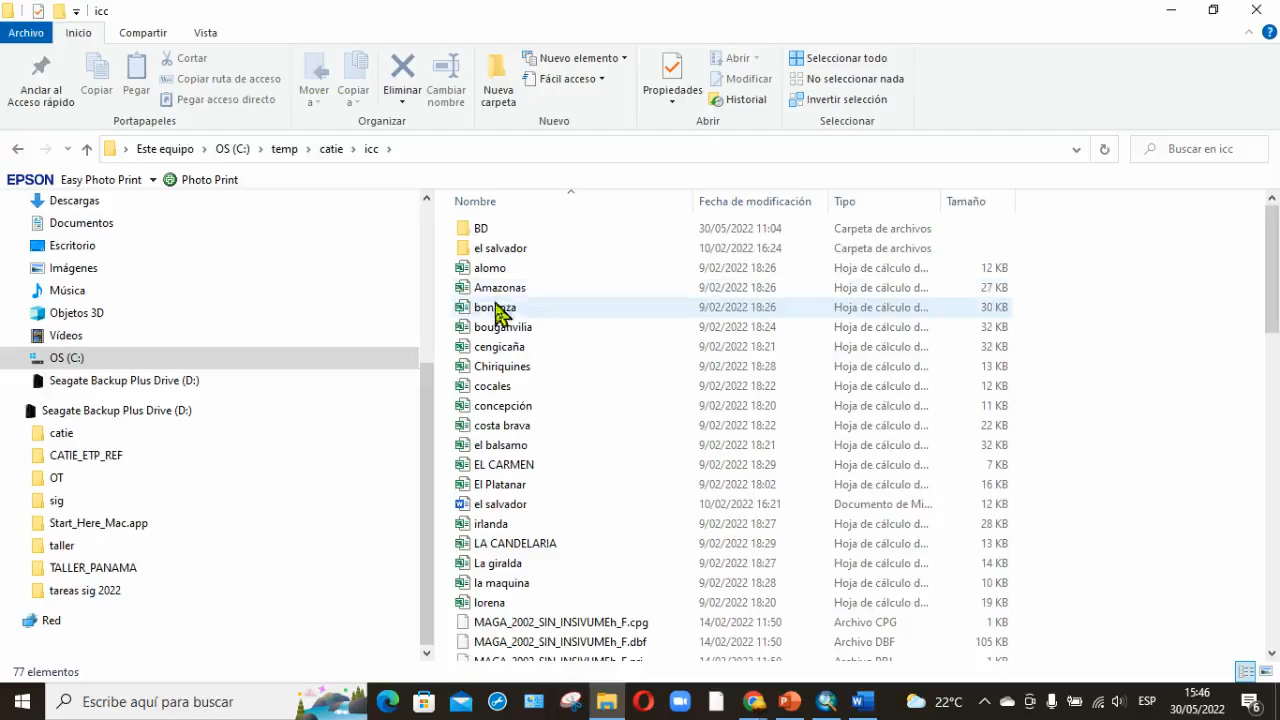 icc
Archivo Inicio Compartir Vista
Anclar al Acceso rápido
Copiar
Pegar
Cortar
Copiar ruta de acceso
Pegar acceso directo
Portapapeles
Mover a
Copiar a
Eliminar
Cambiar nombre
Organizar
Nueva carpeta
Nuevo elemento
Fácil acceso
Nuevo
Propiedades
Abrir
Modificar
Historial
Abrir
Seleccionar todo
No seleccionar nada
Invertir selección
Seleccionar
Este equipo OS (C:) temp catie icc
Buscar en icc
EPSON Easy Photo Print Photo Print
Descargas
Documentos
Escritorio
Imágenes
Música
Objetos 3D
Vídeos
OS (C:)
Seagate Backup Plus Drive (D:)
Seagate Backup Plus Drive (D:)
catie
CATIE_ETP_REF
OT
sig
Start_Here_Mac.app
taller
TALLER_PANAMA
tareas sig 2022
Red
Nombre Fecha de modificación Tipo Tamaño
BD 30/05/2022 11:04 Carpeta de archivos
el salvador 10/02/2022 16:24 Carpeta de archivos
alomo 9/02/2022 18:26 Hoja de cálculo d... 12 KB
Amazonas 9/02/2022 18:26 Hoja de cálculo d... 27 KB
9/02/2022 18:26 Hoja de cálculo d... 30 KB
bouganvilia 9/02/2022 18:24 Hoja de cálculo d... 32 KB
cengicaña 9/02/2022 18:21 Hoja de cálculo d... 32 KB
Chiriquines 9/02/2022 18:28 Hoja de cálculo d... 13 KB
cocales 9/02/2022 18:22 Hoja de cálculo d... 12 KB
concepción 9/02/2022 18:20 Hoja de cálculo d... 11 KB
costa brava 9/02/2022 18:22 Hoja de cálculo d... 22 KB
el balsamo 9/02/2022 18:21 Hoja de cálculo d... 32 KB
EL CARMEN 9/02/2022 18:29 Hoja de cálculo d... 7 KB
El Platanar 9/02/2022 18:02 Hoja de cálculo d... 16 KB
el salvador 10/02/2022 16:21 Documento de Mi... 12 KB
irlanda 9/02/2022 18:27 Hoja de cálculo d... 28 KB
LA CANDELARIA 9/02/2022 18:29 Hoja de cálculo d... 13 KB
La giralda 9/02/2022 18:27 Hoja de cálculo d... 14 KB
la maquina 9/02/2022 18:28 Hoja de cálculo d... 10 KB
lorena 9/02/2022 18:20 Hoja de cálculo d... 19 KB
MAGA_2002_SIN_INSIVUMEh_F.cpg 14/02/2022 11:50 Archivo CPG 1 KB
MAGA_2002_SIN_INSIVUMEh_F.dbf 14/02/2022 11:50 Archivo DBF 105 KB
MAGA_2002_SIN_INSIVUMEh_F.prj 14/02/2022 11:50 Archivo PRJ 1 KB
77 elementos
Escribe aquí para buscar
22°C
ESP
15:46
30/05/2022
6